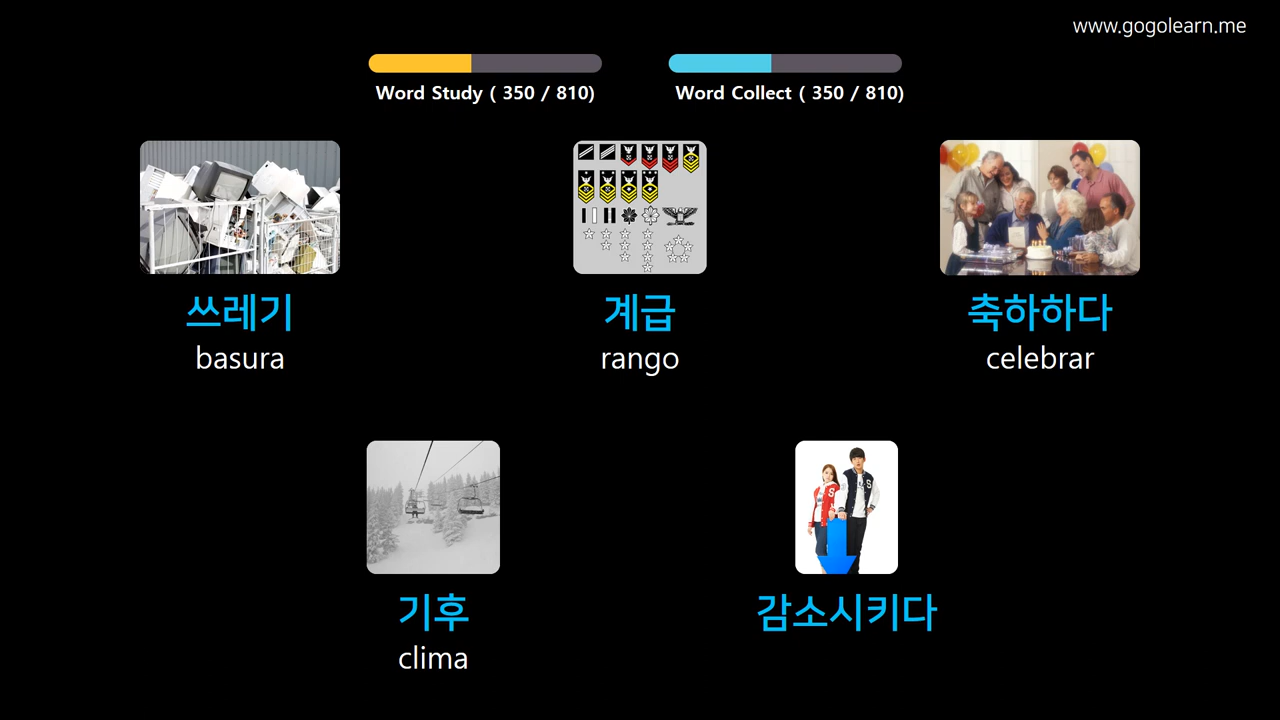 www.gogolearn.me
Word Study ( 350 / 810)
Word Collect ( 350 / 810)
쓰레기
basura
계급
rango
축하하다
celebrar
기후
clima
감소시키다